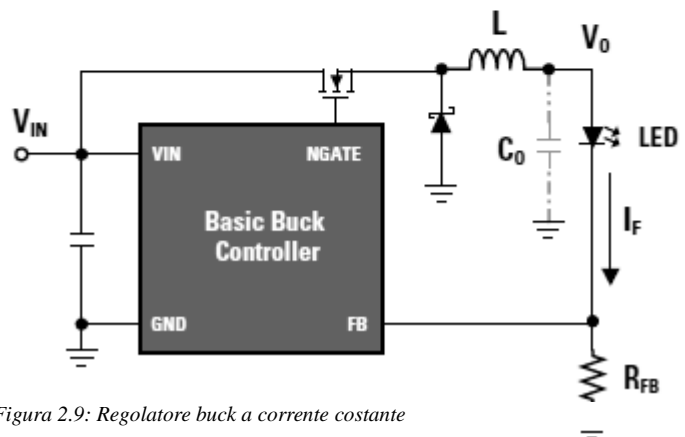 L
V₀
V_IN
VIN
NGATE
C₀
LED
Basic Buck
Controller
I_F
GND
FB
R_FB
Figura 2.9: Regolatore buck a corrente costante